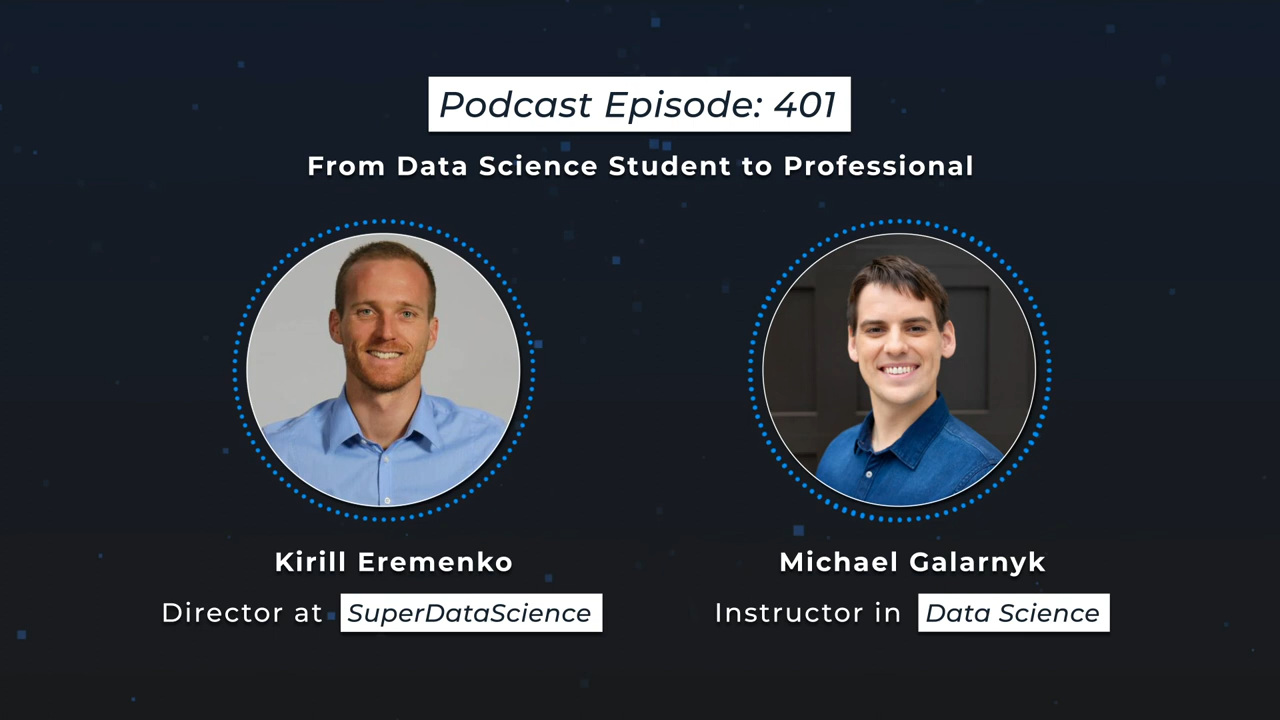 Podcast Episode: 401
From Data Science Student to Professional
Kirill Eremenko
Director at SuperDataScience
Michael Galarnyk
Instructor in Data Science